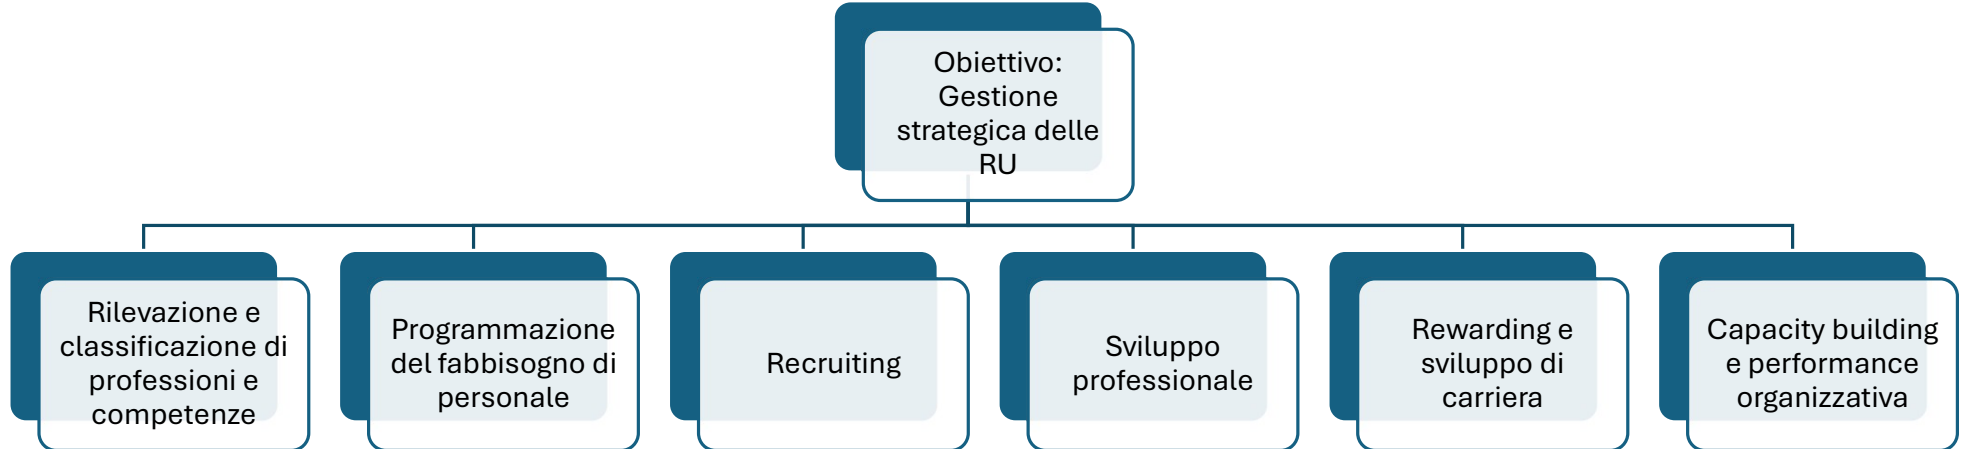 Obiettivo:
Gestione
strategica delle
RU
Rilevazione e
classificazione di
professioni e
competenze
Programmazione
del fabbisogno di
personale
Recruiting
Sviluppo
professionale
Rewarding e
sviluppo di
carriera
Capacity building
e performance
organizzativa